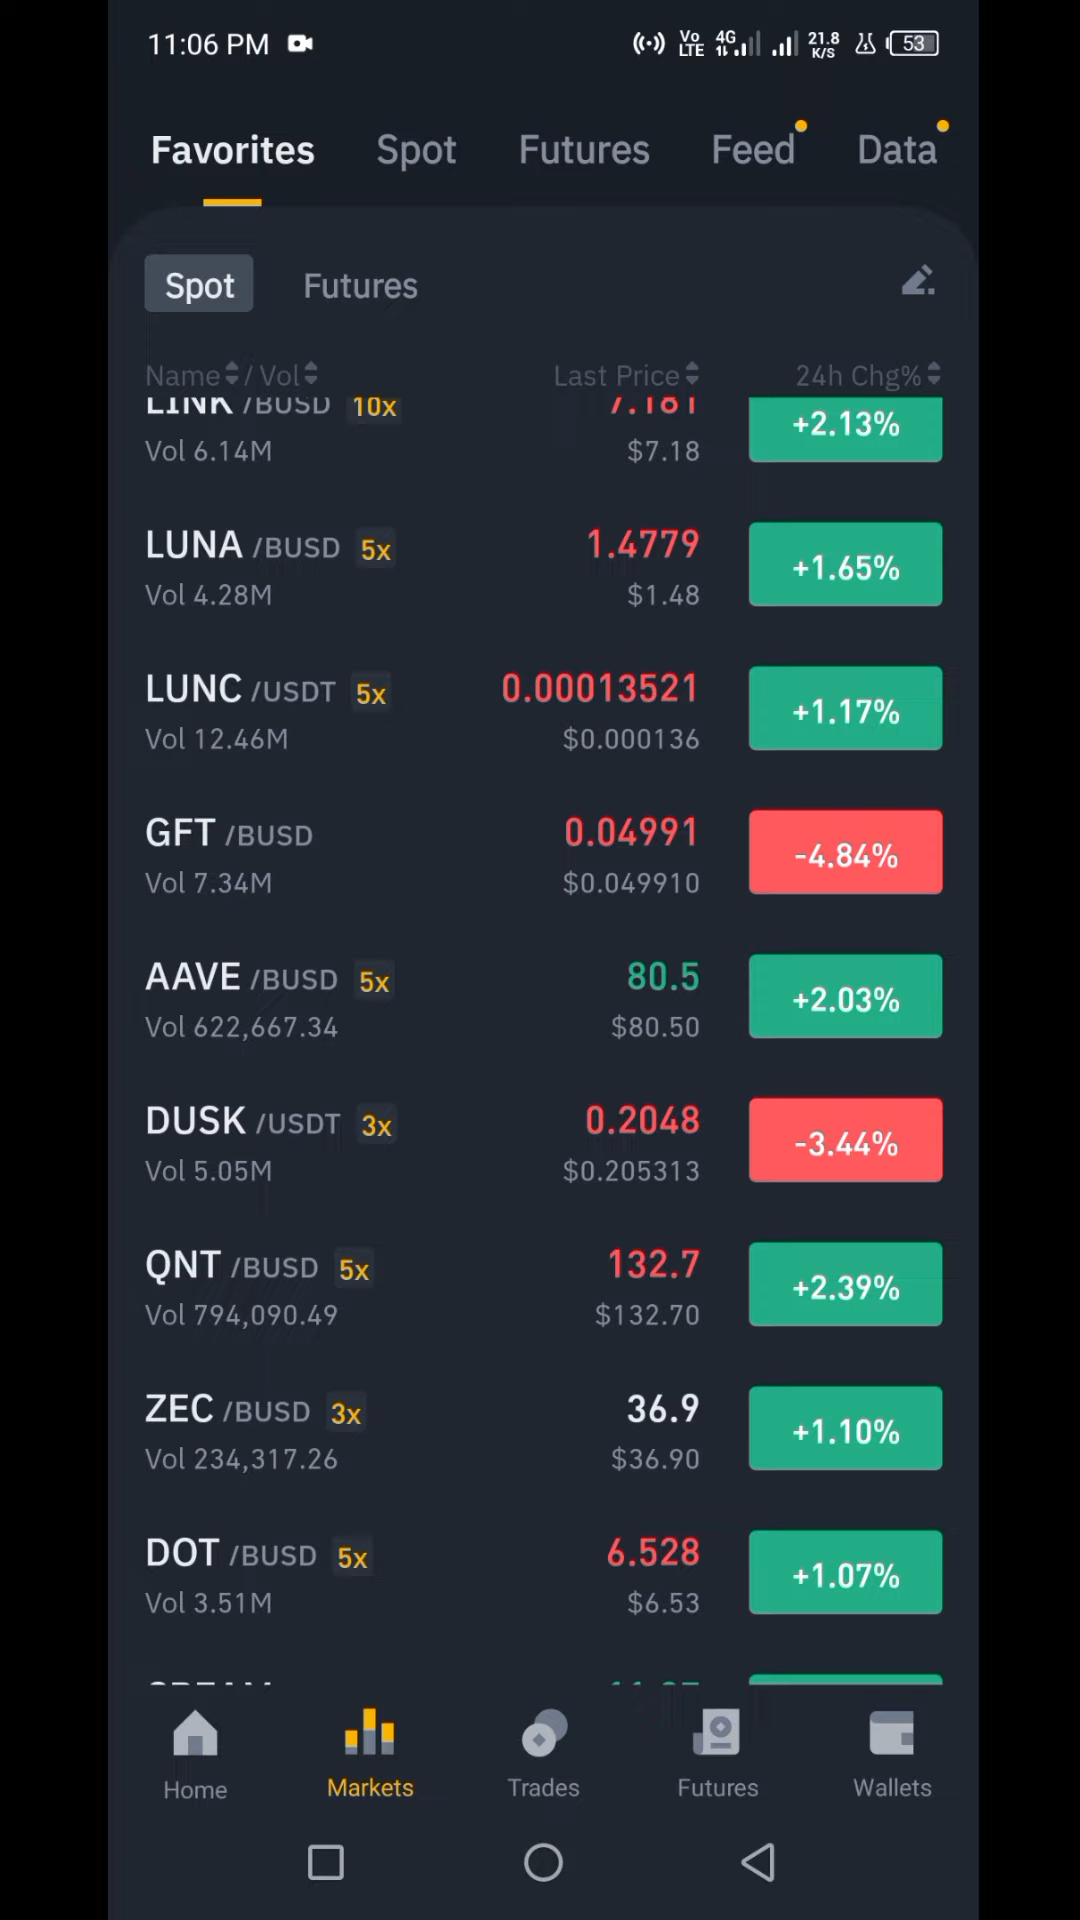 11:06 PM Vo LTE 4G 21.8 K/S 53
Favorites Spot Futures Feed Data
Spot Futures
Name / Vol Last Price 24h Chg%
LINK /BUSD 10x 7.181 +2.13%
Vol 6.14M $7.18
LUNA /BUSD 5x 1.4779 +1.65%
Vol 4.28M $1.48
LUNC /USDT 5x 0.00013521 +1.17%
Vol 12.46M $0.000136
GFT /BUSD 0.04991 -4.84%
Vol 7.34M $0.049910
AAVE /BUSD 5x 80.5 +2.03%
Vol 622,667.34 $80.50
DUSK /USDT 3x 0.2048 -3.44%
Vol 5.05M $0.205313
QNT /BUSD 5x 132.7 +2.39%
Vol 794,090.49 $132.70
ZEC /BUSD 3x 36.9 +1.10%
Vol 234,317.26 $36.90
DOT /BUSD 5x 6.528 +1.07%
Vol 3.51M $6.53
Home Markets Trades Futures Wallets